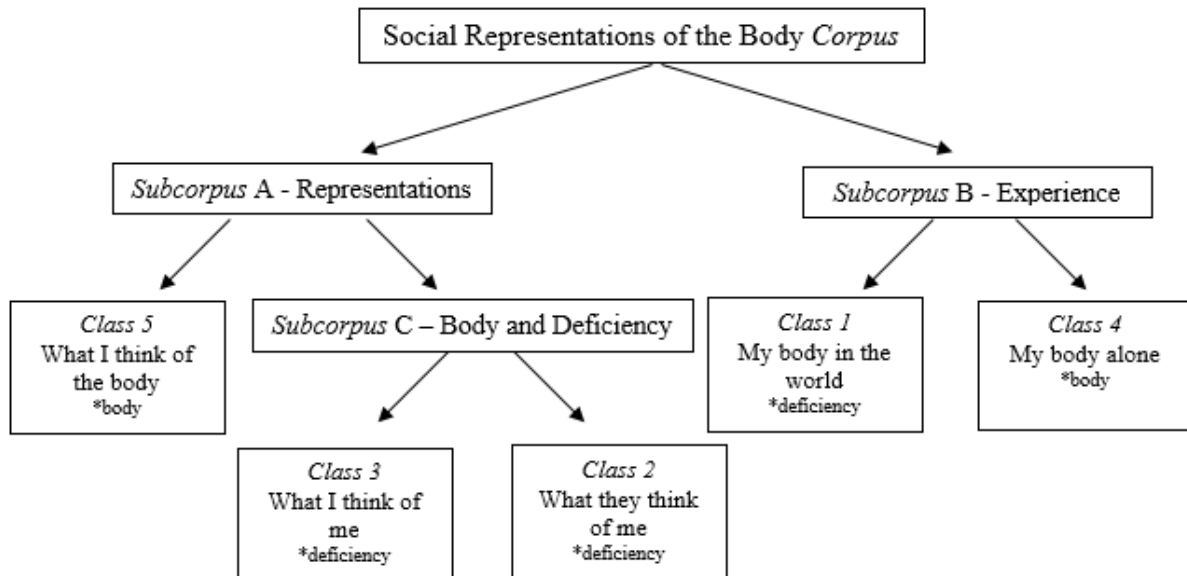 Social Representations of the Body Corpus
Subcorpus A - Representations
Subcorpus B - Experience
Class 5
What I think of
the body
*body
Subcorpus C – Body and Deficiency
Class 1
My body in the
world
*deficiency
Class 4
My body alone
*body
Class 3
What I think of
me
*deficiency
Class 2
What they think
of me
*deficiency